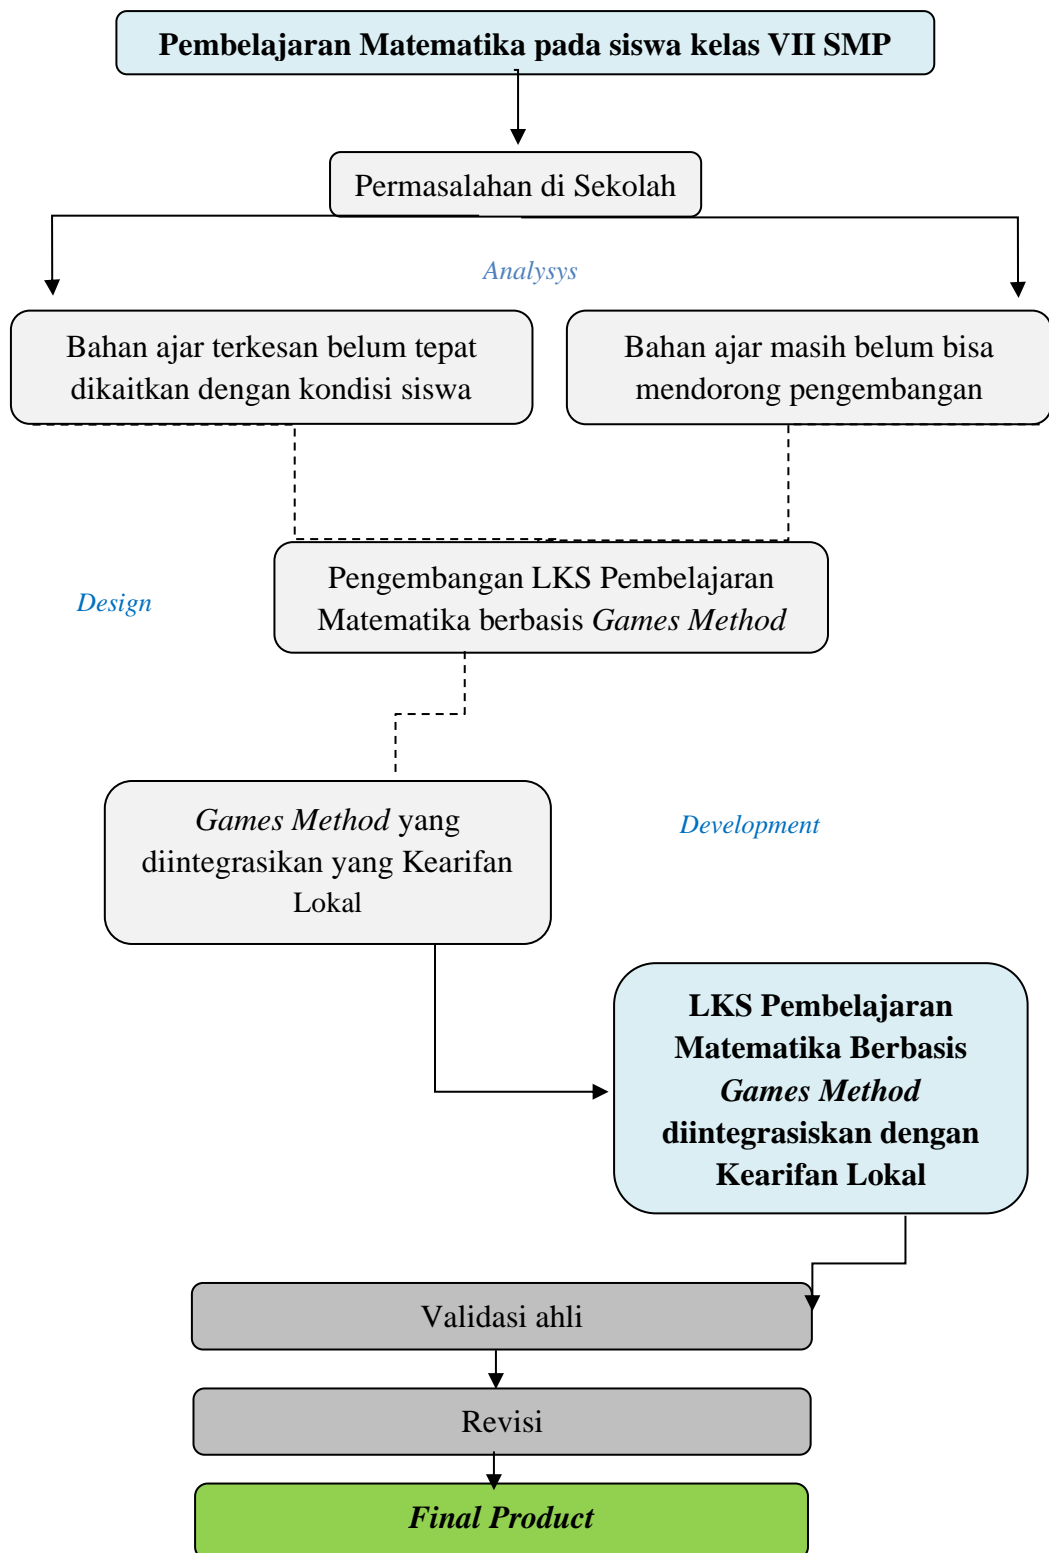 Pembelajaran Matematika pada siswa kelas VII SMP
Permasalahan di Sekolah
Analysys
Bahan ajar terkesan belum tepat
dikaitkan dengan kondisi siswa
Bahan ajar masih belum bisa
mendorong pengembangan
Design
Pengembangan LKS Pembelajaran
Matematika berbasis Games Method
Games Method yang
diintegrasikan yang Kearifan
Lokal
Development
LKS Pembelajaran
Matematika Berbasis
Games Method
diintegrasiskan dengan
Kearifan Lokal
Validasi ahli
Revisi
Final Product